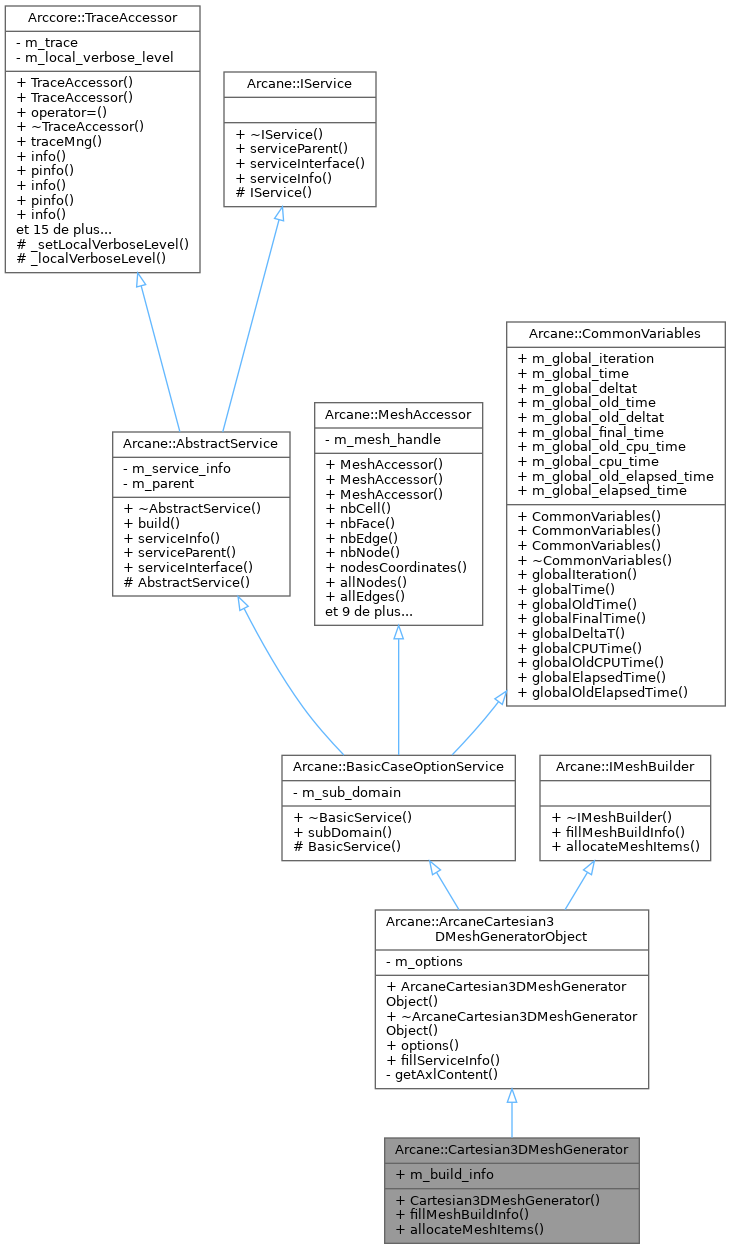 Arccore::TraceAccessor
- m_trace
- m_local_verbose_level
+ TraceAccessor()
+ TraceAccessor()
+ operator=()
+ ~TraceAccessor()
+ traceMng()
+ info()
+ pinfo()
+ info()
+ pinfo()
+ info()
et 15 de plus...
# _setLocalVerboseLevel()
# _localVerboseLevel()
Arcane::IService
+ ~IService()
+ serviceParent()
+ serviceInterface()
+ serviceInfo()
# IService()
Arcane::CommonVariables
+ m_global_iteration
+ m_global_time
+ m_global_deltat
+ m_global_old_time
+ m_global_old_deltat
+ m_global_final_time
+ m_global_old_cpu_time
+ m_global_cpu_time
+ m_global_old_elapsed_time
+ m_global_elapsed_time
+ CommonVariables()
+ CommonVariables()
+ CommonVariables()
+ ~CommonVariables()
+ globalIteration()
+ globalTime()
+ globalOldTime()
+ globalFinalTime()
+ globalDeltaT()
+ globalCPUTime()
+ globalOldCPUTime()
+ globalElapsedTime()
+ globalOldElapsedTime()
Arcane::MeshAccessor
- m_mesh_handle
+ MeshAccessor()
+ MeshAccessor()
+ MeshAccessor()
+ nbCell()
+ nbFace()
+ nbEdge()
+ nbNode()
+ nodesCoordinates()
+ allNodes()
+ allEdges()
et 9 de plus...
Arcane::AbstractService
- m_service_info
- m_parent
+ ~AbstractService()
+ build()
+ serviceInfo()
+ serviceParent()
+ serviceInterface()
# AbstractService()
Arcane::BasicCaseOptionService
- m_sub_domain
+ ~BasicService()
+ subDomain()
# BasicService()
Arcane::IMeshBuilder
+ ~IMeshBuilder()
+ fillMeshBuildInfo()
+ allocateMeshItems()
Arcane::ArcaneCartesian3
DMeshGeneratorObject
- m_options
+ ArcaneCartesian3DMeshGenerator
Object()
+ ~ArcaneCartesian3DMeshGenerator
Object()
+ options()
+ fillServiceInfo()
- getAxlContent()
Arcane::Cartesian3DMeshGenerator
+ m_build_info
+ Cartesian3DMeshGenerator()
+ fillMeshBuildInfo()
+ allocateMeshItems()